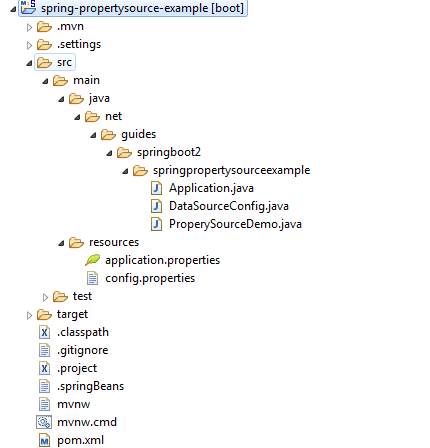 spring-propertysource-example [boot]
.mvn
.settings
src
main
java
net
guides
springboot2
springpropertysourceexample
Application.java
DataSourceConfig.java
ProperySourceDemo.java
resources
application.properties
config.properties
test
target
.classpath
.gitignore
.project
.springBeans
mvnw
mvnw.cmd
pom.xml